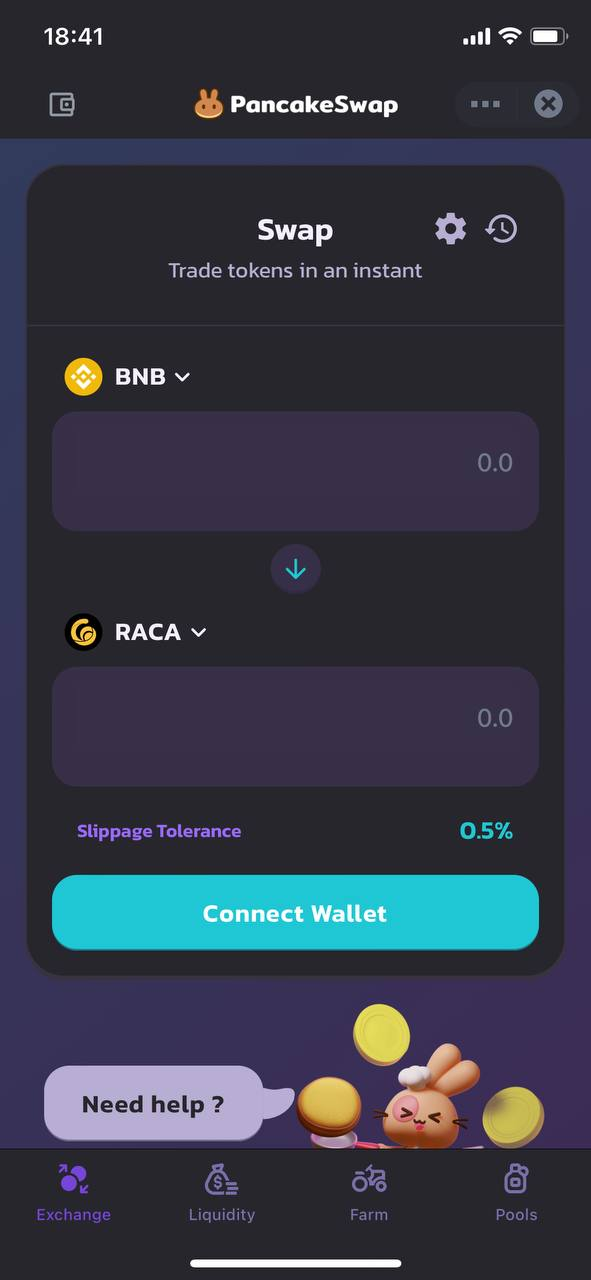 18:41
PancakeSwap
Swap
Trade tokens in an instant
BNB
0.0
RACA
0.0
Slippage Tolerance 0.5%
Connect Wallet
Need help ?
Exchange Liquidity Farm Pools